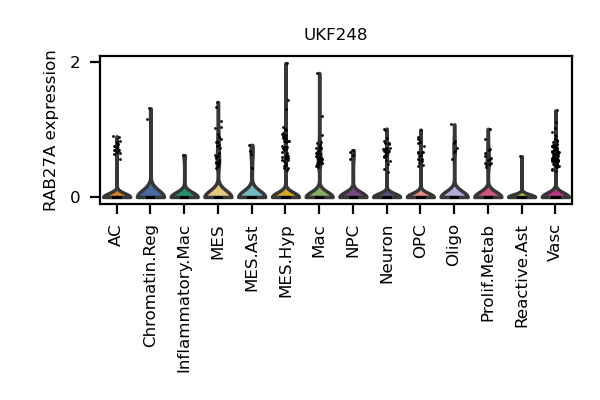 UKF248
RAB27A expression
2
0
AC
Chromatin.Reg
Inflammatory.Mac
MES
MES.Ast
MES.Hyp
Mac
NPC
Neuron
OPC
Oligo
Prolif.Metab
Reactive.Ast
Vasc